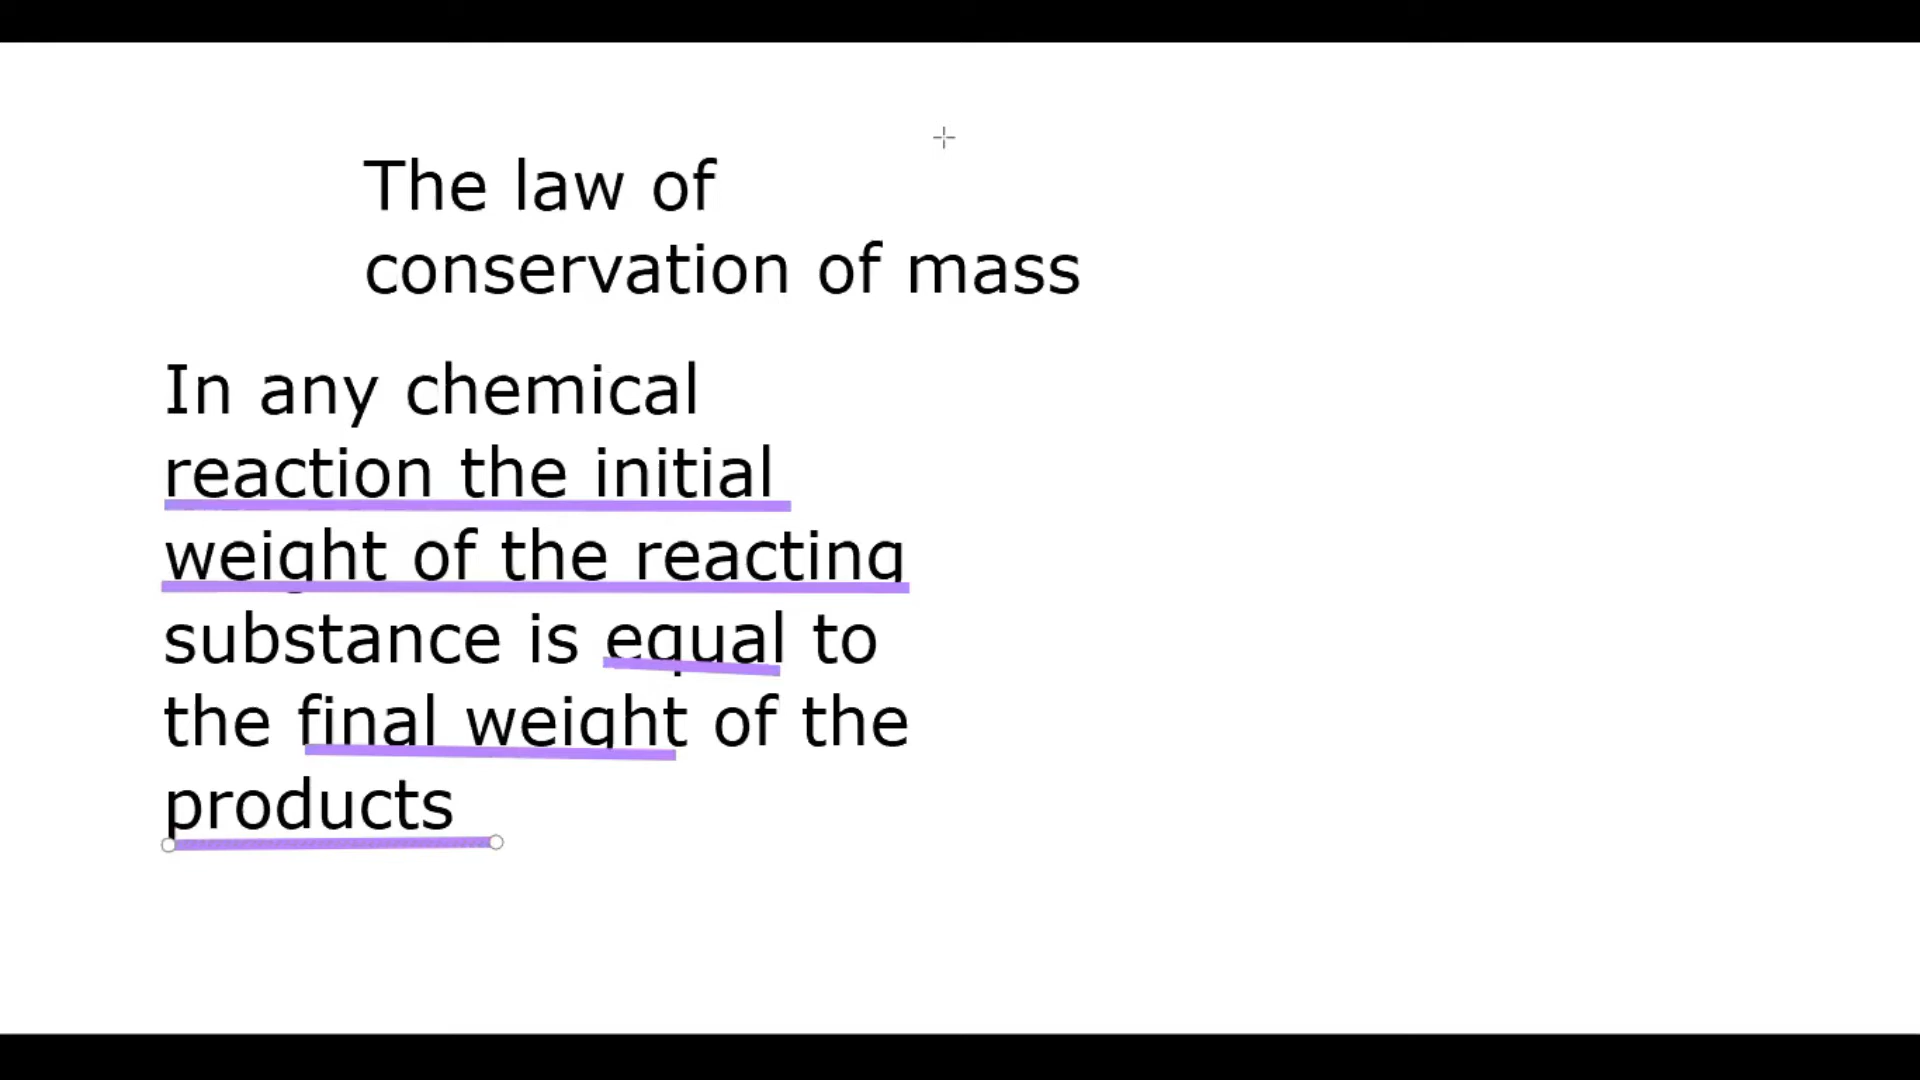 The law of
conservation of mass
In any chemical
reaction the initial
weight of the reacting
substance is equal to
the final weight of the
products